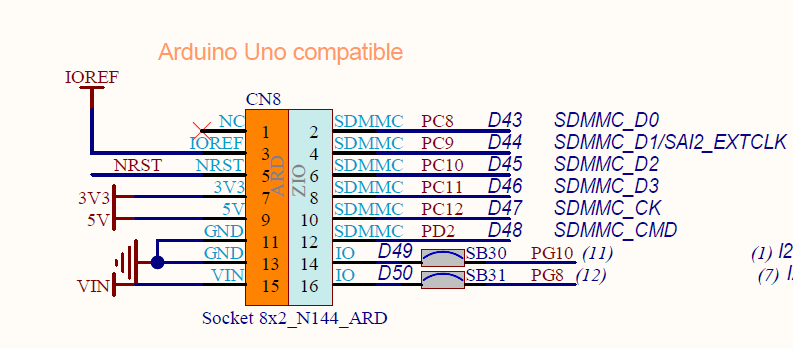 Arduino Uno compatible
IOREF
CN8
NC 1 2 SDMMC PC8 D43 SDMMC_D0
IOREF 3 4 SDMMC PC9 D44 SDMMC_D1/SAI2_EXTCLK
NRST NRST 5 6 SDMMC PC10 D45 SDMMC_D2
3V3 3V3 7 8 SDMMC PC11 D46 SDMMC_D3
5V 5V 9 10 SDMMC PC12 D47 SDMMC_CK
GND 11 12 SDMMC PD2 D48 SDMMC_CMD
GND 13 14 IO D49 SB30 PG10 (11) (1) I2
VIN VIN 15 16 IO D50 SB31 PG8 (12) (7)
ARD
ZIO
Socket 8x2_N144_ARD